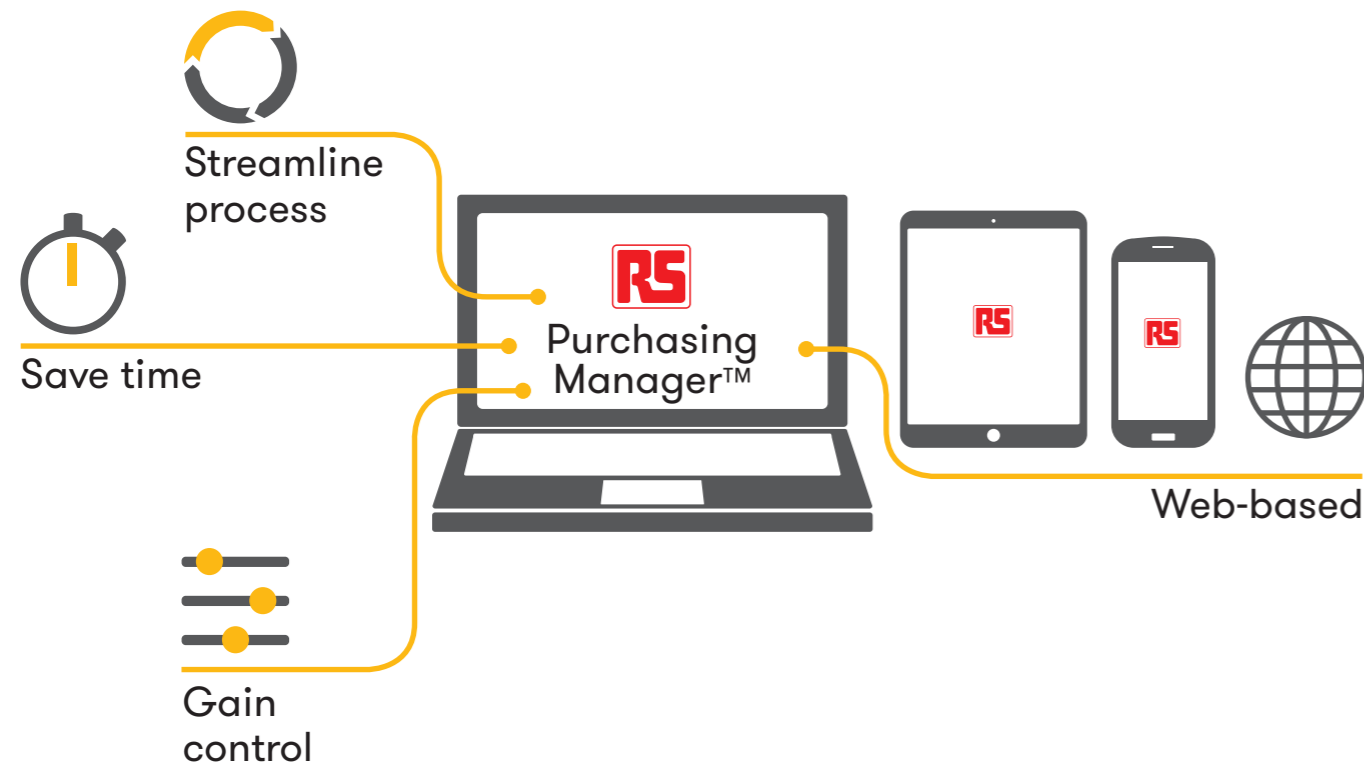 Streamline
process
Save time
RS
Purchasing
Manager™
RS
RS
Web-based
Gain
control